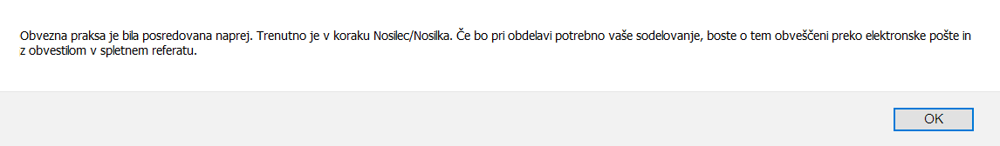 Obvezna praksa je bila posredovana naprej. Trenutno je v koraku Nosilec/Nosilka. Če bo pri obdelavi potrebno vaše sodelovanje, boste o tem obveščeni preko elektronske pošte in
z obvestilom v spletnem referatu.
OK